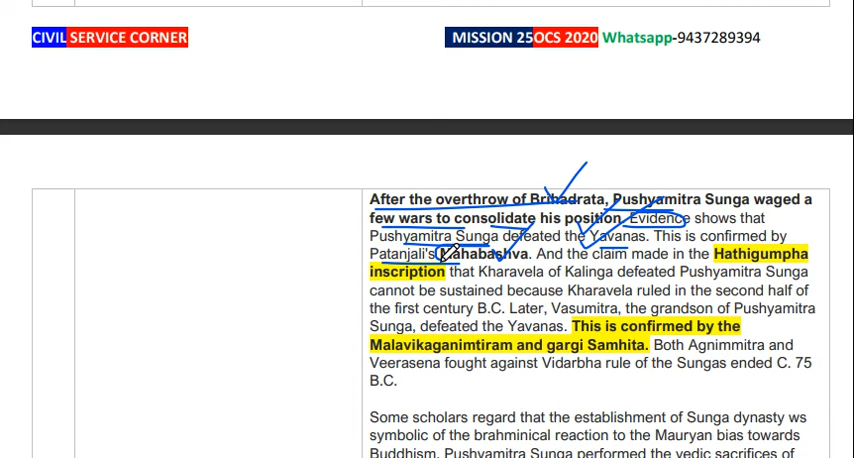 CIVIL SERVICE CORNER
MISSION 25OCS 2020 Whatsapp-9437289394
After the overthrow of Brihadrata, Pushyamitra Sunga waged a
few wars to consolidate his position. Evidence shows that
Pushyamitra Sunga defeated the Yavanas. This is confirmed by
Patanjali's Mahabashva. And the claim made in the Hathigumpha
inscription that Kharavela of Kalinga defeated Pushyamitra Sunga
cannot be sustained because Kharavela ruled in the second half of
the first century B.C. Later, Vasumitra, the grandson of Pushyamitra
Sunga, defeated the Yavanas. This is confirmed by the
Malavikaganimtiram and gargi Samhita. Both Agnimmitra and
Veerasena fought against Vidarbha rule of the Sungas ended C. 75
B.C.
Some scholars regard that the establishment of Sunga dynasty ws
symbolic of the brahminical reaction to the Mauryan bias towards
Buddhism. Pushyamitra Sunga performed the vedic sacrifices of